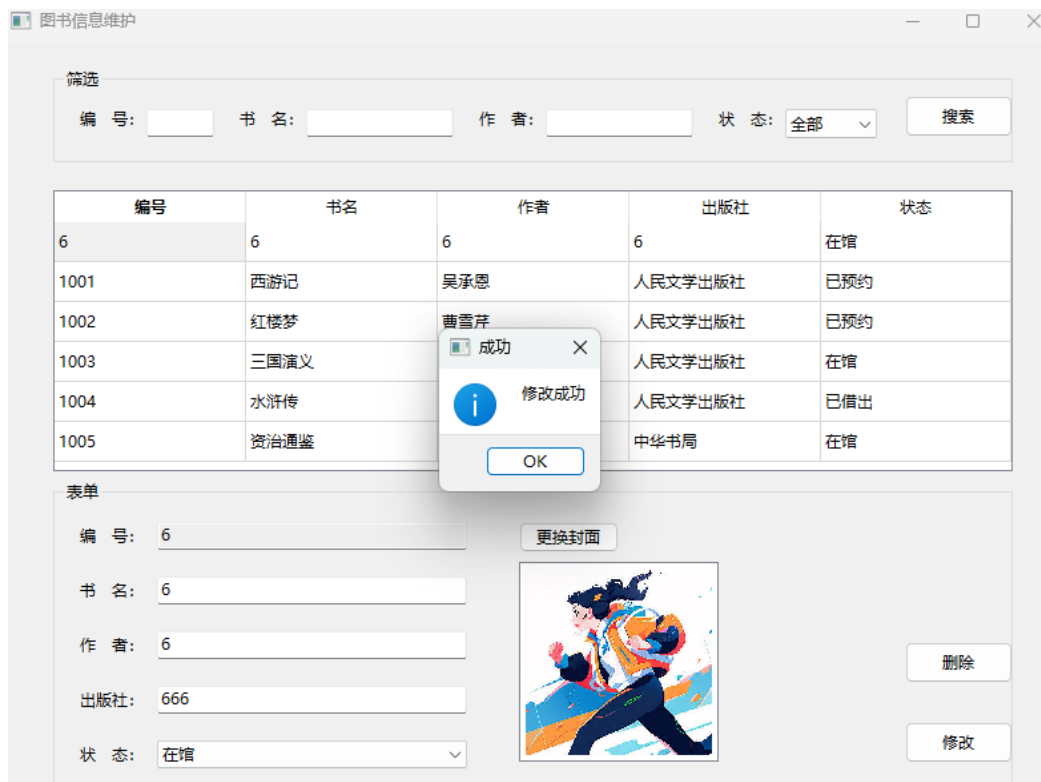 图书信息维护
筛选
编 号: 书 名: 作 者: 状 态: 全部 搜索
编号 书名 作者 出版社 状态
6 6 6 6 在馆
1001 西游记 吴承恩 人民文学出版社 已预约
1002 红楼梦 曹雪芹 人民文学出版社 已预约
1003 三国演义 人民文学出版社 在馆
1004 水浒传 人民文学出版社 已借出
1005 资治通鉴 中华书局 在馆
成功
修改成功
OK
表单
编 号: 6
更换封面
书 名: 6
作 者: 6
删除
出版社: 666
修改
状 态: 在馆